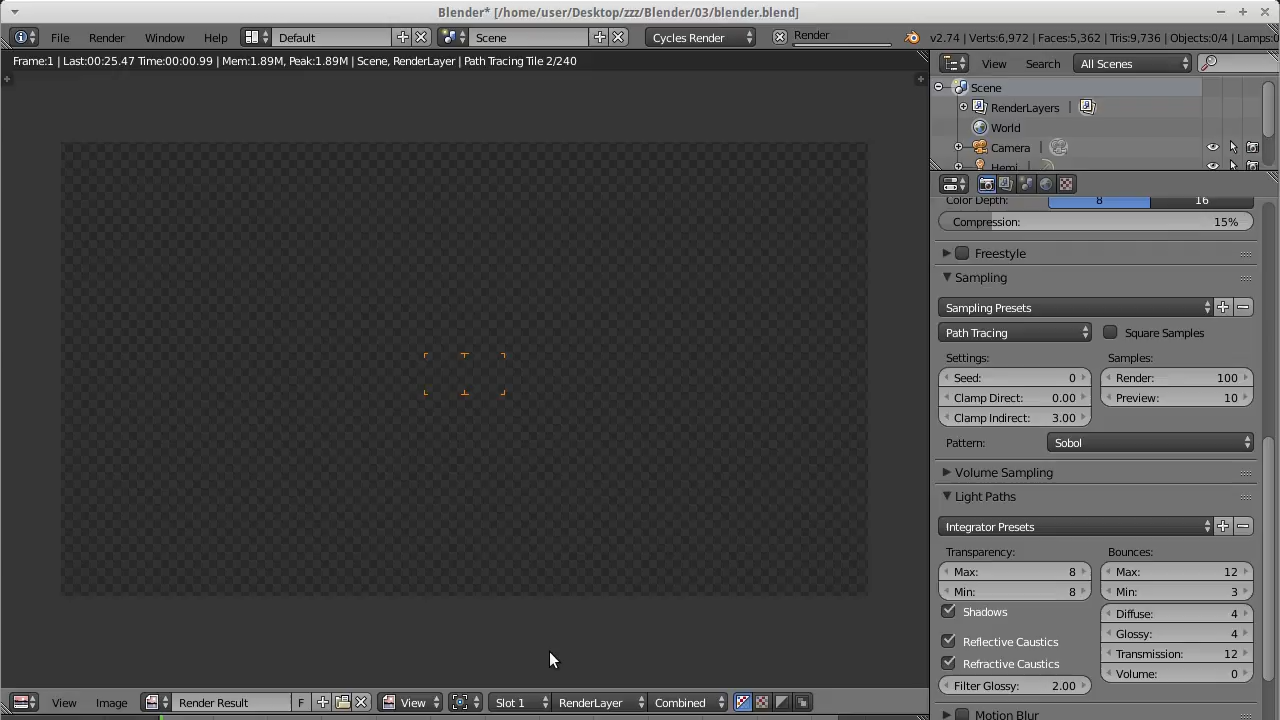 Blender* [/home/user/Desktop/zzz/Blender/03/blender.blend]
File Render Window Help Default Scene Cycles Render Render v2.74 | Verts:6,972 | Faces:5,362 | Tris:9,736 | Objects:0/4 | Lamps:0
Frame:1 | Last:00:25.47 Time:00:00.99 | Mem:1.89M, Peak:1.89M | Scene, RenderLayer | Path Tracing Tile 2/240
View Search All Scenes
Scene
RenderLayers
World
Camera
Hemi
Color Depth: 8 16
Compression: 15%
Freestyle
Sampling
Sampling Presets
Path Tracing Square Samples
Settings: Samples:
Seed: 0 Render: 100
Clamp Direct: 0.00 Preview: 10
Clamp Indirect: 3.00
Pattern: Sobol
Volume Sampling
Light Paths
Integrator Presets
Transparency: Bounces:
Max: 8 Max: 12
Min: 8 Min: 3
Shadows Diffuse: 4
Reflective Caustics Glossy: 4
Refractive Caustics Transmission: 12
Filter Glossy: 2.00 Volume: 0
Motion Blur
View Image Render Result F View Slot 1 RenderLayer Combined